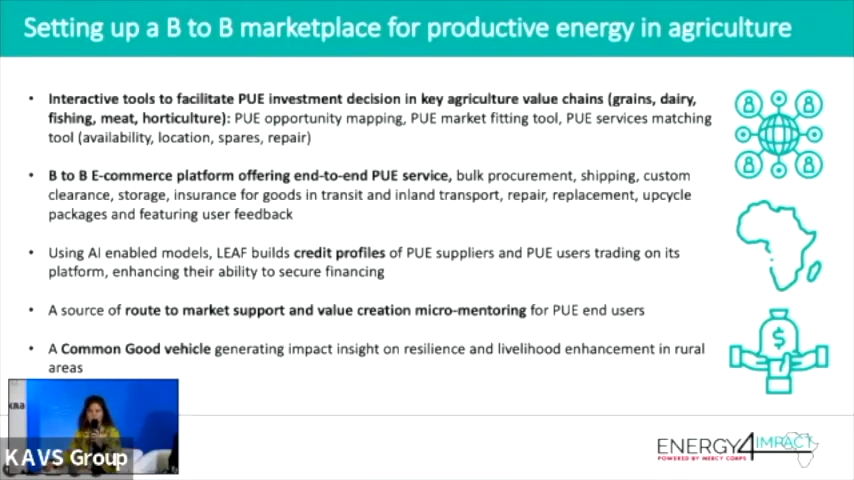 Setting up a B to B marketplace for productive energy in agriculture
• Interactive tools to facilitate PUE investment decision in key agriculture value chains (grains, dairy,
fishing, meat, horticulture): PUE opportunity mapping, PUE market fitting tool, PUE services matching
tool (availability, location, spares, repair)
• B to B E-commerce platform offering end-to-end PUE service, bulk procurement, shipping, custom
clearance, storage, insurance for goods in transit and inland transport, repair, replacement, upcycle
packages and featuring user feedback
• Using AI enabled models, LEAF builds credit profiles of PUE suppliers and PUE users trading on its
platform, enhancing their ability to secure financing
• A source of route to market support and value creation micro-mentoring for PUE end users
• A Common Good vehicle generating impact insight on resilience and livelihood enhancement in rural
areas
$
KAVS Group
ENERGY4IMPACT
POWERED BY MERCY CORPS